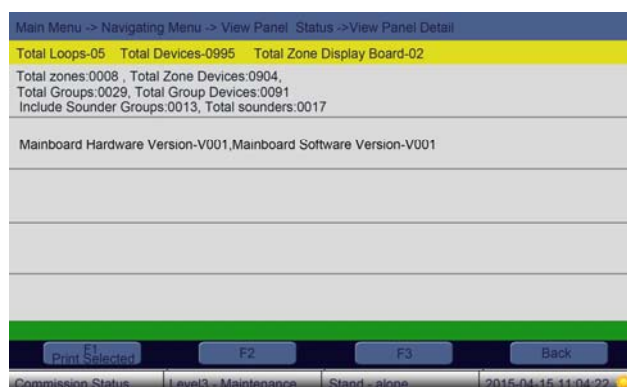 Main Menu -> Navigating Menu -> View Panel Status ->View Panel Detail
Total Loops-05 Total Devices-0995 Total Zone Display Board-02
Total zones:0008 , Total Zone Devices:0904,
Total Groups:0029, Total Group Devices:0091
Include Sounder Groups:0013, Total sounders:0017
Mainboard Hardware Version-V001,Mainboard Software Version-V001
F1 F2 F3 Back
Print Selected
Commission Status Level3 - Maintenance Stand - alone 2015-04-15 11:04:22